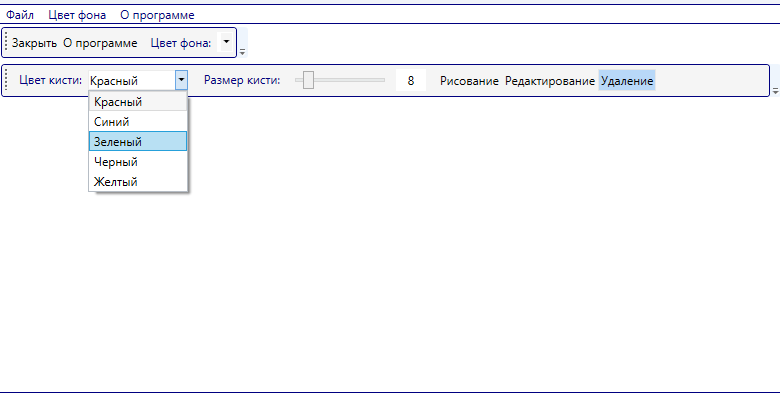 Файл Цвет фона О программе
Закрыть О программе Цвет фона:
Цвет кисти: Красный Размер кисти: 8 Рисование Редактирование Удаление
Красный
Синий
Зеленый
Черный
Желтый